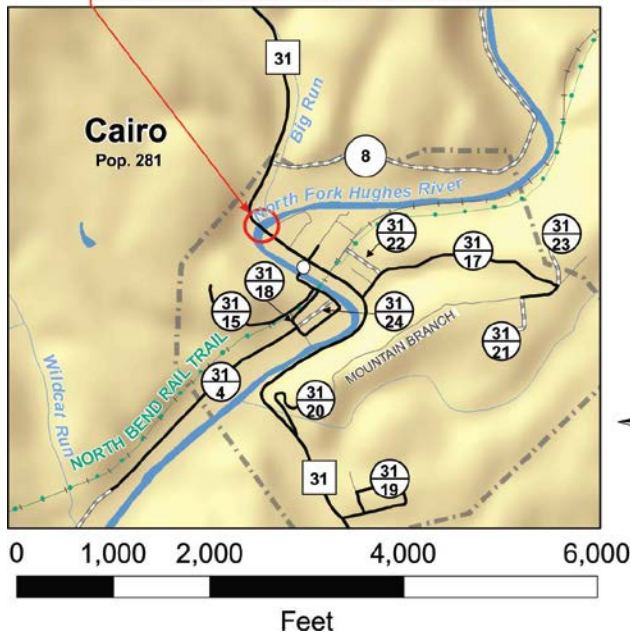 31
Big Run
Cairo
Pop. 281
8
North Fork Hughes River
31
22
31
17
31
23
31
18
31
15
31
24
31
21
MOUNTAIN BRANCH
31
4
NORTH BEND RAIL TRAIL
Wildcat Run
31
20
31
31
19
0 1,000 2,000 4,000 6,000
Feet